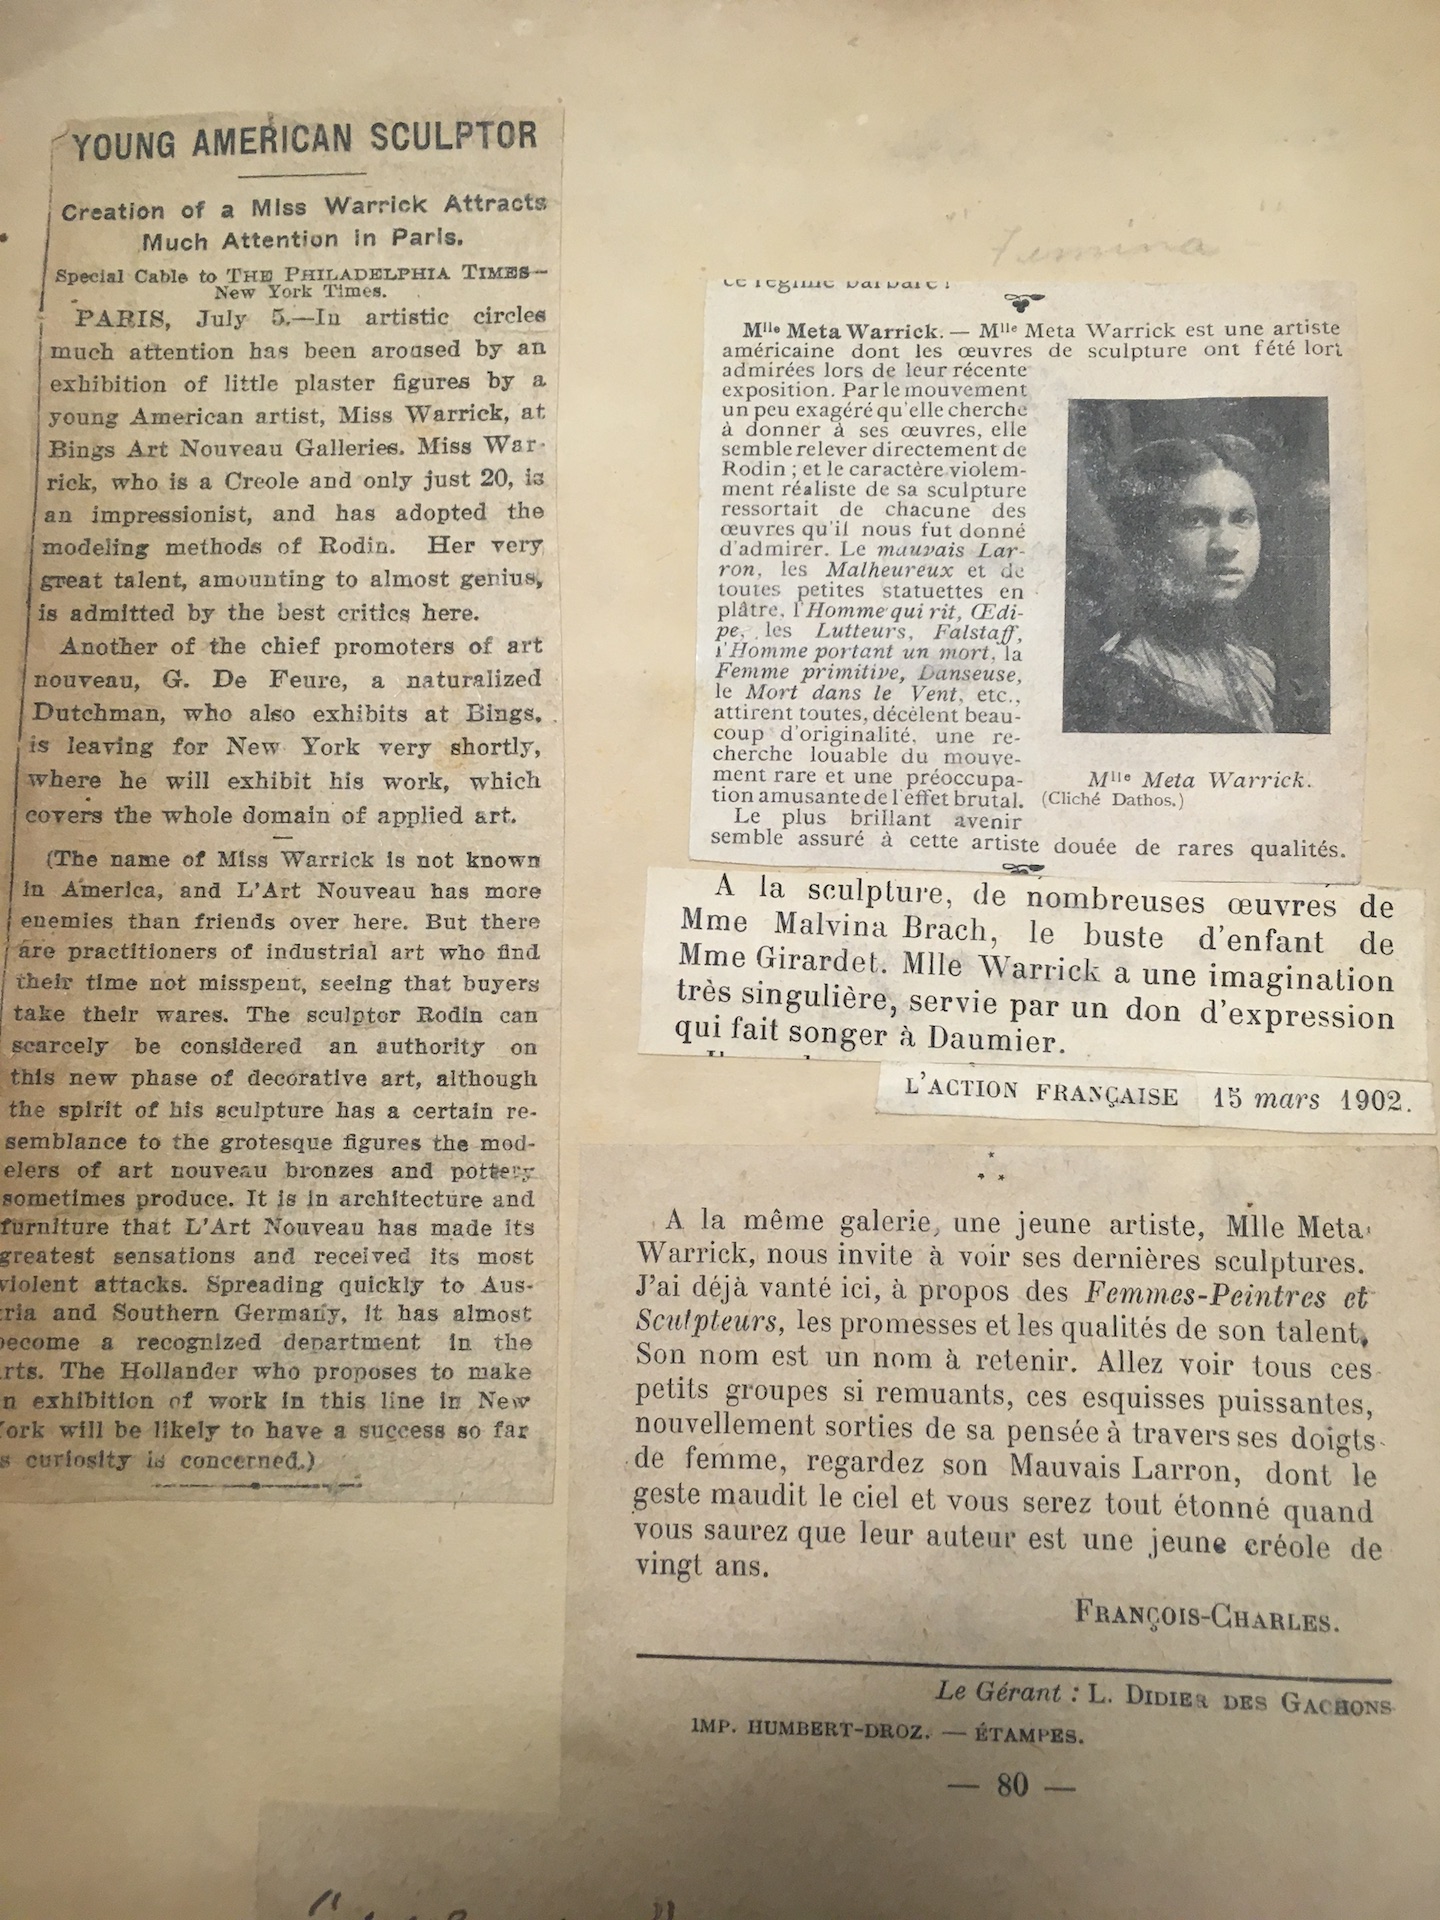 YOUNG AMERICAN SCULPTOR
Creation of a Miss Warrick Attracts
Much Attention in Paris.
Special Cable to THE PHILADELPHIA TIMES—
New York Times.
PARIS, July 5.—In artistic circles
much attention has been aroused by an
exhibition of little plaster figures by a
young American artist, Miss Warrick, at
Bings Art Nouveau Galleries. Miss War-
rick, who is a Creole and only just 20, is
an impressionist, and has adopted the
modeling methods of Rodin. Her very
great talent, amounting to almost genius,
is admitted by the best critics here.
Another of the chief promoters of art
nouveau, G. De Feure, a naturalized
Dutchman, who also exhibits at Bings,
is leaving for New York very shortly,
where he will exhibit his work, which
covers the whole domain of applied art.
(The name of Miss Warrick is not known
in America, and L'Art Nouveau has more
enemies than friends over here. But there
are practitioners of industrial art who find
their time not misspent, seeing that buyers
take their wares. The sculptor Rodin can
scarcely be considered an authority on
this new phase of decorative art, although
the spirit of his sculpture has a certain re-
semblance to the grotesque figures the mod-
elers of art nouveau bronzes and pottery
sometimes produce. It is in architecture and
furniture that L'Art Nouveau has made its
greatest sensations and received its most
violent attacks. Spreading quickly to Aus-
tria and Southern Germany, it has almost
become a recognized department in the
arts. The Hollander who proposes to make
n exhibition of work in this line in New
York will be likely to have a success so far
s curiosity is concerned.)
"Femina"
ce régime barbare!
Mlle Meta Warrick. — Mlle Meta Warrick est une artiste
américaine dont les œuvres de sculpture ont fété lort
admirées lors de leur récente
exposition. Par le mouvement
un peu exagéré qu'elle cherche
à donner à ses œuvres, elle
semble relever directement de
Rodin ; et le caractère violem-
ment réaliste de sa sculpture
ressortait de chacune des
œuvres qu'il nous fut donné
d'admirer. Le mauvais Lar-
ron, les Malheureux et de
toutes petites statuettes en
plâtre, l'Homme qui rit, Œdi-
pe, les Lutteurs, Falstaff,
l'Homme portant un mort, la
Femme primitive, Danseuse,
le Mort dans le Vent, etc.,
attirent toutes, décèlent beau-
coup d'originalité, une re-
cherche louable du mouve-
ment rare et une préoccupa-
tion amusante de l'effet brutal.
Le plus brillant avenir
semble assuré à cette artiste douée de rares qualités.
Mlle Meta Warrick.
(Cliché Dathos.)
A la sculpture, de nombreuses œuvres de
Mme Malvina Brach, le buste d'enfant de
Mme Girardet. Mlle Warrick a une imagination
très singulière, servie par un don d'expression
qui fait songer à Daumier.
L'ACTION FRANÇAISE 15 mars 1902.
A la même galerie, une jeune artiste, Mlle Meta
Warrick, nous invite à voir ses dernières sculptures.
J'ai déjà vanté ici, à propos des Femmes-Peintres et
Sculpteurs, les promesses et les qualités de son talent.
Son nom est un nom à retenir. Allez voir tous ces
petits groupes si remuants, ces esquisses puissantes,
nouvellement sorties de sa pensée à travers ses doigts
de femme, regardez son Mauvais Larron, dont le
geste maudit le ciel et vous serez tout étonné quand
vous saurez que leur auteur est une jeune créole de
vingt ans.
FRANÇOIS-CHARLES.
Le Gérant : L. DIDIER DES GACHONS
IMP. HUMBERT-DROZ. — ÉTAMPES.
— 80 —